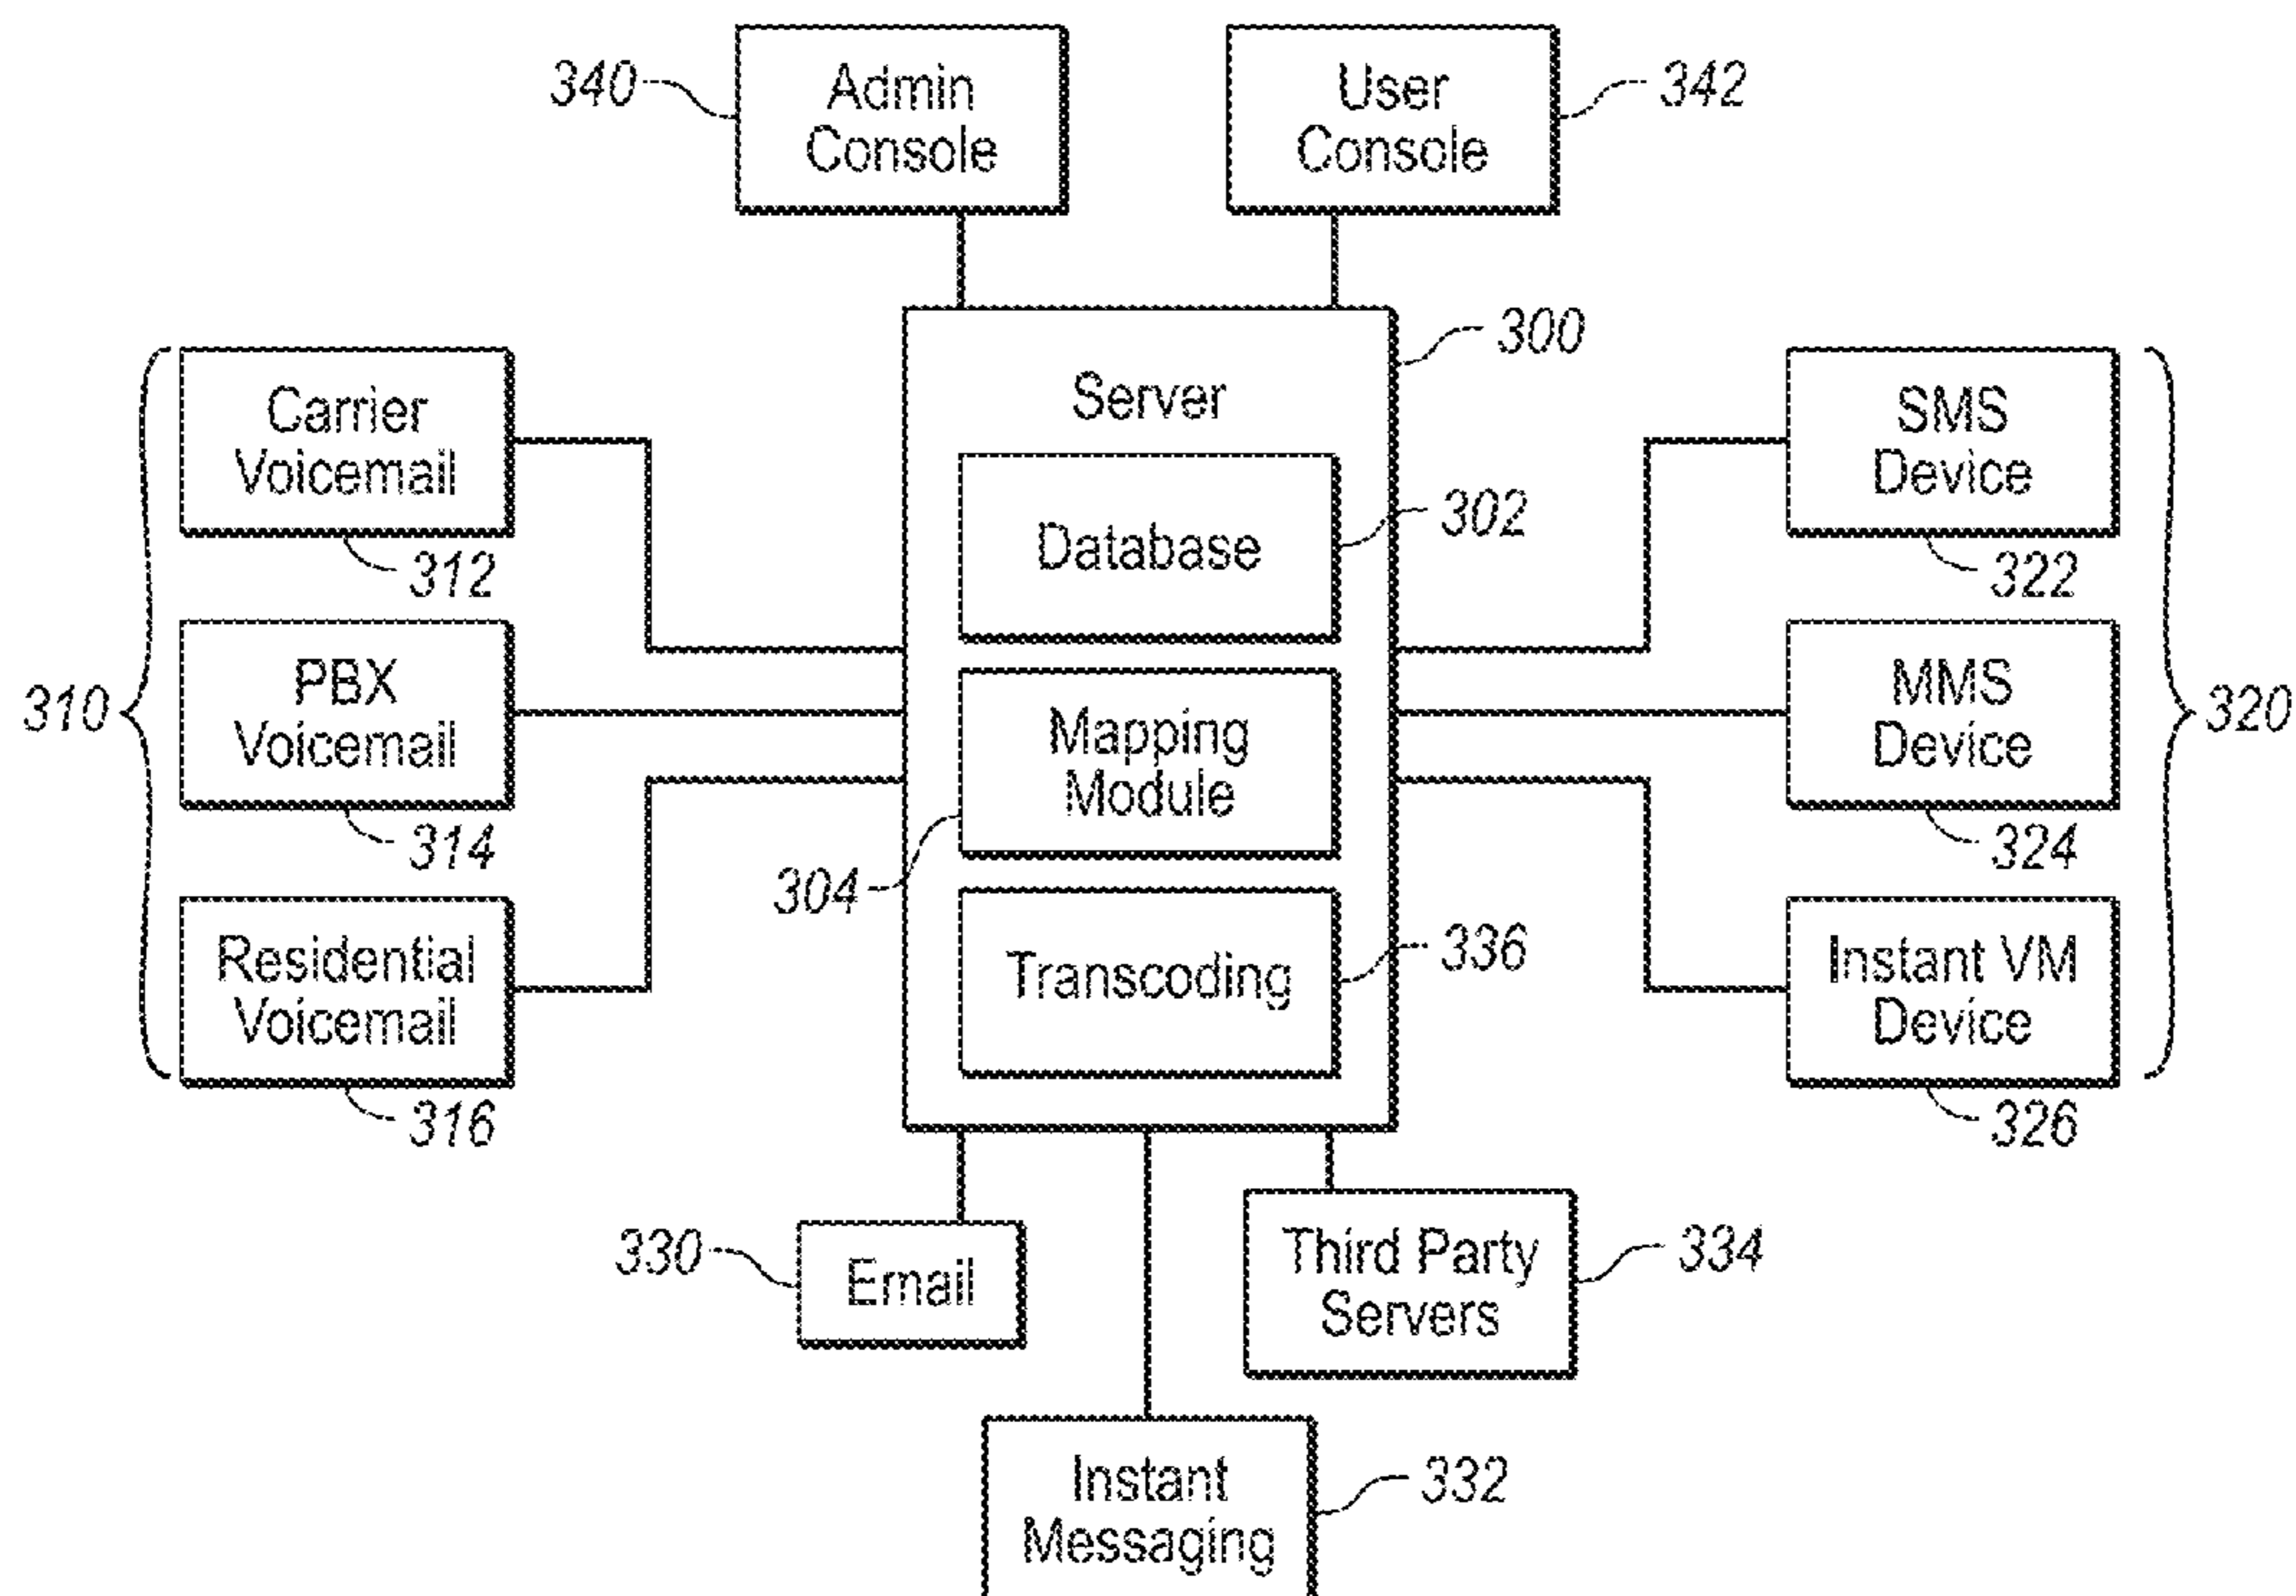 340
Admin
Console
User
Console
342
300
Server
Carrier
Voicemail
312
Database
302
SMS
Device
322
310
PBX
Voicemail
314
Mapping
Module
304
MMS
Device
324
320
Residential
Voicemail
316
Transcoding
336
Instant VM
Device
326
330
Email
Third Party
Servers
334
Instant
Messaging
332